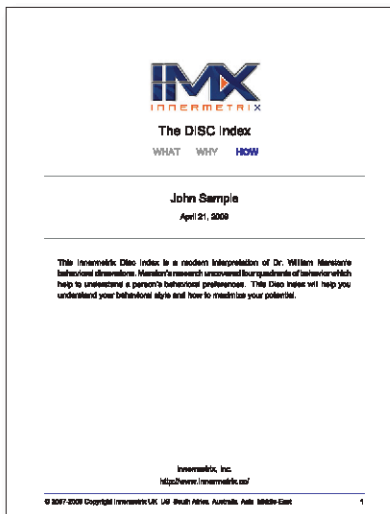 IMX
INNERMETRIX
The DISC Index
WHAT WHY HOW
John Sample
April 21, 2009
This Innermetrix Disc Index is a modern interpretation of Dr. William Marston's
behavioral dimensions. Marston's research uncovered four quadrants of behavior which
help to understand a person's behavioral preferences. This Disc Index will help you
understand your behavioral style and how to maximize your potential.
Innermetrix, Inc.
http://www.innermetrix.cc/
© 2007-2009 Copyright Innermetrix UK US South Africa Australia Asia Middle-East 1